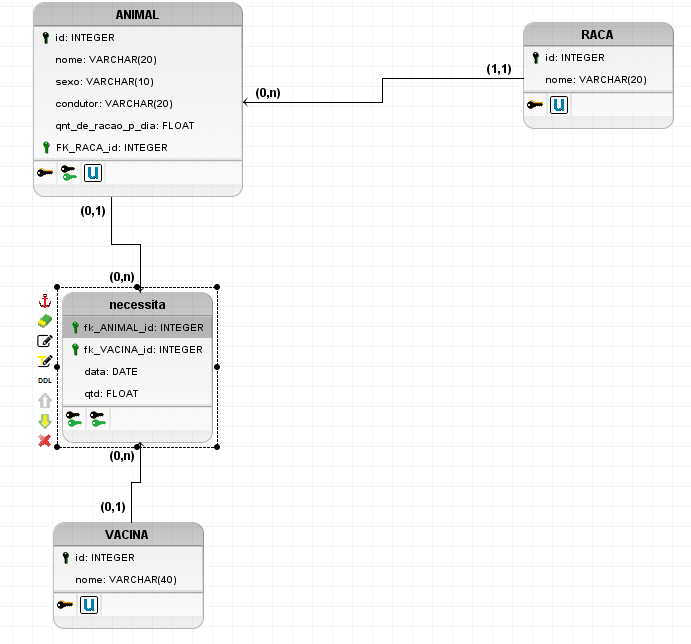 ANIMAL
id: INTEGER
nome: VARCHAR(20)
sexo: VARCHAR(10)
condutor: VARCHAR(20)
qnt_de_racao_p_dia: FLOAT
FK_RACA_id: INTEGER
U
RACA
id: INTEGER
nome: VARCHAR(20)
U
(1,1)
(0,n)
(0,1)
(0,n)
necessita
fk_ANIMAL_id: INTEGER
fk_VACINA_id: INTEGER
data: DATE
qtd: FLOAT
DDL
(0,n)
(0,1)
VACINA
id: INTEGER
nome: VARCHAR(40)
U